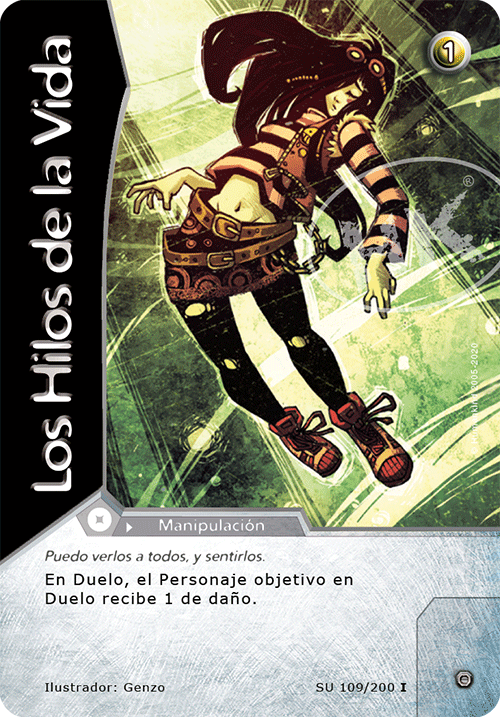 Los Hilos de la Vida
1
Manipulación
Puedo verlos a todos, y sentirlos.
En Duelo, el Personaje objetivo en
Duelo recibe 1 de daño.
Ilustrador: Genzo
SU 109/200 I